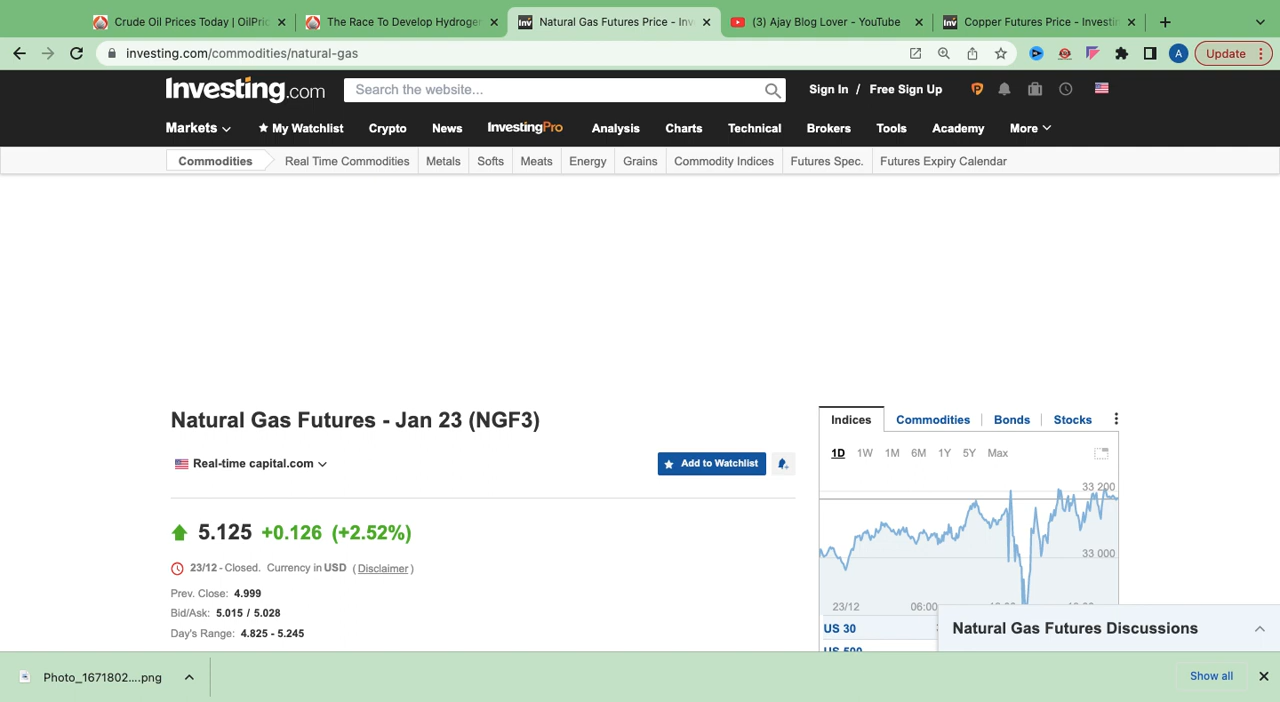 Crude Oil Prices Today | OilPric
The Race To Develop Hydrogen
Natural Gas Futures Price - Inv
(3) Ajay Blog Lover - YouTube
Copper Futures Price - Investin
investing.com/commodities/natural-gas
A
Update
Investing.com
Search the website...
Sign In / Free Sign Up
Markets
My Watchlist
Crypto
News
InvestingPro
Analysis
Charts
Technical
Brokers
Tools
Academy
More
Commodities
Real Time Commodities
Metals
Softs
Meats
Energy
Grains
Commodity Indices
Futures Spec.
Futures Expiry Calendar
Natural Gas Futures - Jan 23 (NGF3)
Real-time capital.com
Add to Watchlist
5.125 +0.126 (+2.52%)
23/12 - Closed. Currency in USD (Disclaimer)
Prev. Close: 4.999
Bid/Ask: 5.015 / 5.028
Day's Range: 4.825 - 5.245
Indices
Commodities
Bonds
Stocks
1D 1W 1M 6M 1Y 5Y Max
33 200
33 000
23/12 06:00
US 30
US 500
Natural Gas Futures Discussions
Photo_1671802....png
Show all